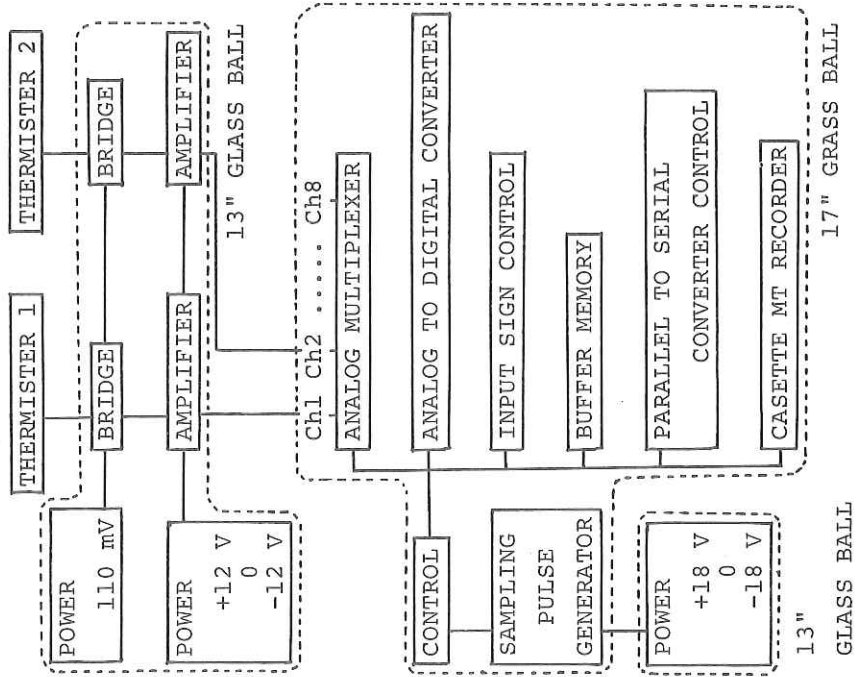 THERMISTER 1
THERMISTER 2
POWER
110 mV
BRIDGE
BRIDGE
POWER
+12 V
0
-12 V
AMPLIFIER
AMPLIFIER
13" GLASS BALL
Ch1 Ch2 ..... Ch8
CONTROL
ANALOG MULTIPLEXER
ANALOG TO DIGITAL CONVERTER
SAMPLING
PULSE
GENERATOR
INPUT SIGN CONTROL
BUFFER MEMORY
POWER
+18 V
0
-18 V
PARALLEL TO SERIAL
CONVERTER CONTROL
CASETTE MT RECORDER
13"
GLASS BALL
17" GRASS BALL